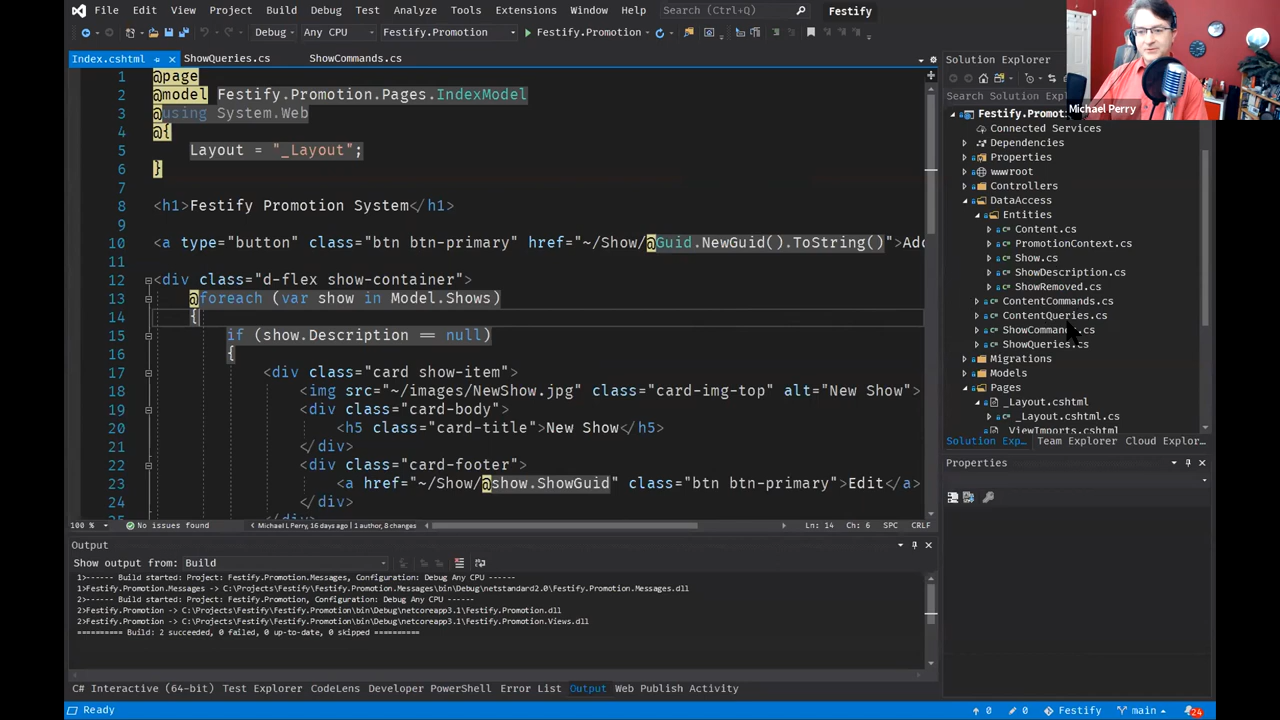 File Edit View Project Build Debug Test Analyze Tools Extensions Window Help Search (Ctrl+Q) Festify
Debug Any CPU Festify.Promotion Festify.Promotion
Index.cshtml ShowQueries.cs ShowCommands.cs
1 @page
2 @model Festify.Promotion.Pages.IndexModel
3 @using System.Web
4 @{
5 Layout = "_Layout";
6 }
7
8 <h1>Festify Promotion System</h1>
9
10 <a type="button" class="btn btn-primary" href="~/Show/@Guid.NewGuid().ToString()">Add
11
12 <div class="d-flex show-container">
13 @foreach (var show in Model.Shows)
14 {
15 if (show.Description == null)
16 {
17 <div class="card show-item">
18 <img src="~/images/NewShow.jpg" class="card-img-top" alt="New Show">
19 <div class="card-body">
20 <h5 class="card-title">New Show</h5>
21 </div>
22 <div class="card-footer">
23 <a href="~/Show/@show.ShowGuid" class="btn btn-primary">Edit</a>
24 </div>
25
100 % No issues found Michael L Perry, 16 days ago | 1 author, 8 changes Ln: 14 Ch: 6 SPC CRLF
Output
Show output from: Build
1>------ Build started: Project: Festify.Promotion.Messages, Configuration: Debug Any CPU ------
1>Festify.Promotion.Messages -> C:\Projects\Festify\Festify.Promotion.Messages\bin\Debug\netstandard2.0\Festify.Promotion.Messages.dll
2>------ Build started: Project: Festify.Promotion, Configuration: Debug Any CPU ------
2>Festify.Promotion -> C:\Projects\Festify\Festify.Promotion\bin\Debug\netcoreapp3.1\Festify.Promotion.dll
2>Festify.Promotion -> C:\Projects\Festify\Festify.Promotion\bin\Debug\netcoreapp3.1\Festify.Promotion.Views.dll
========== Build: 2 succeeded, 0 failed, 0 up-to-date, 0 skipped ==========
C# Interactive (64-bit) Test Explorer CodeLens Developer PowerShell Error List Output Web Publish Activity
Ready 0 0 Festify main 24
Solution Explorer
Search Solution Exp
Michael Perry
Festify.Promoti
Connected Services
Dependencies
Properties
wwwroot
Controllers
DataAccess
Entities
Content.cs
PromotionContext.cs
Show.cs
ShowDescription.cs
ShowRemoved.cs
ContentCommands.cs
ContentQueries.cs
ShowCommands.cs
ShowQueries.cs
Migrations
Models
Pages
_Layout.cshtml
_Layout.cshtml.cs
_ViewImports.cshtml
Solution Exp... Team Explorer Cloud Explor...
Properties